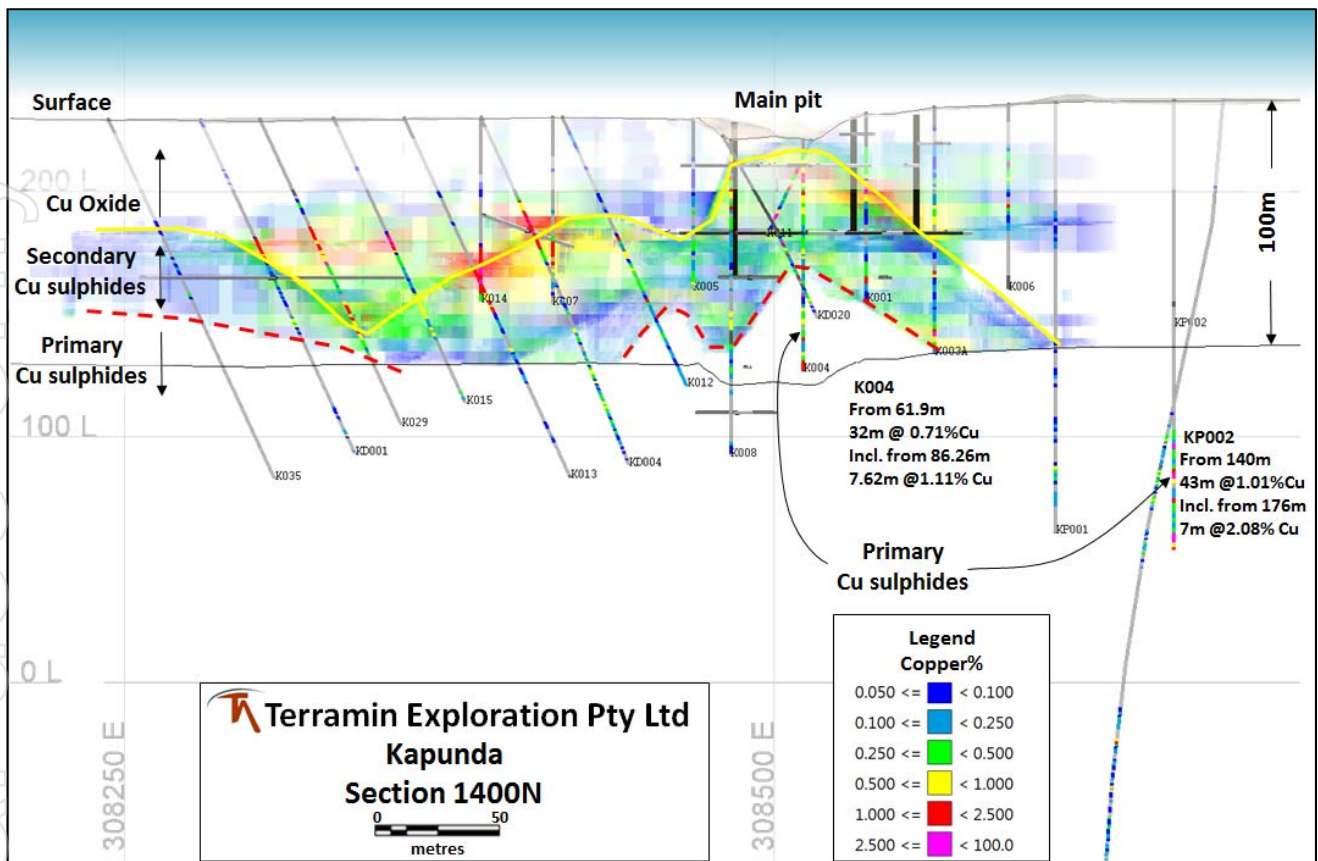 Surface
Main pit
Cu Oxide
200 L
Secondary
Cu sulphides
Primary
Cu sulphides
100m
K011
K005
K014
KC07
KD020
K001
K006
KP002
K003A
K004
K012
K015
K029
KD001
K035
K013
KD004
K008
KP001
100 L
K004
From 61.9m
32m @ 0.71%Cu
Incl. from 86.26m
7.62m @1.11% Cu
KP002
From 140m
43m @1.01%Cu
Incl. from 176m
7m @2.08% Cu
Primary
Cu sulphides
0 L
308250 E
308500 E
Terramin Exploration Pty Ltd
Kapunda
Section 1400N
0 50
metres
Legend
Copper%
0.050 <= < 0.100
0.100 <= < 0.250
0.250 <= < 0.500
0.500 <= < 1.000
1.000 <= < 2.500
2.500 <= < 100.0